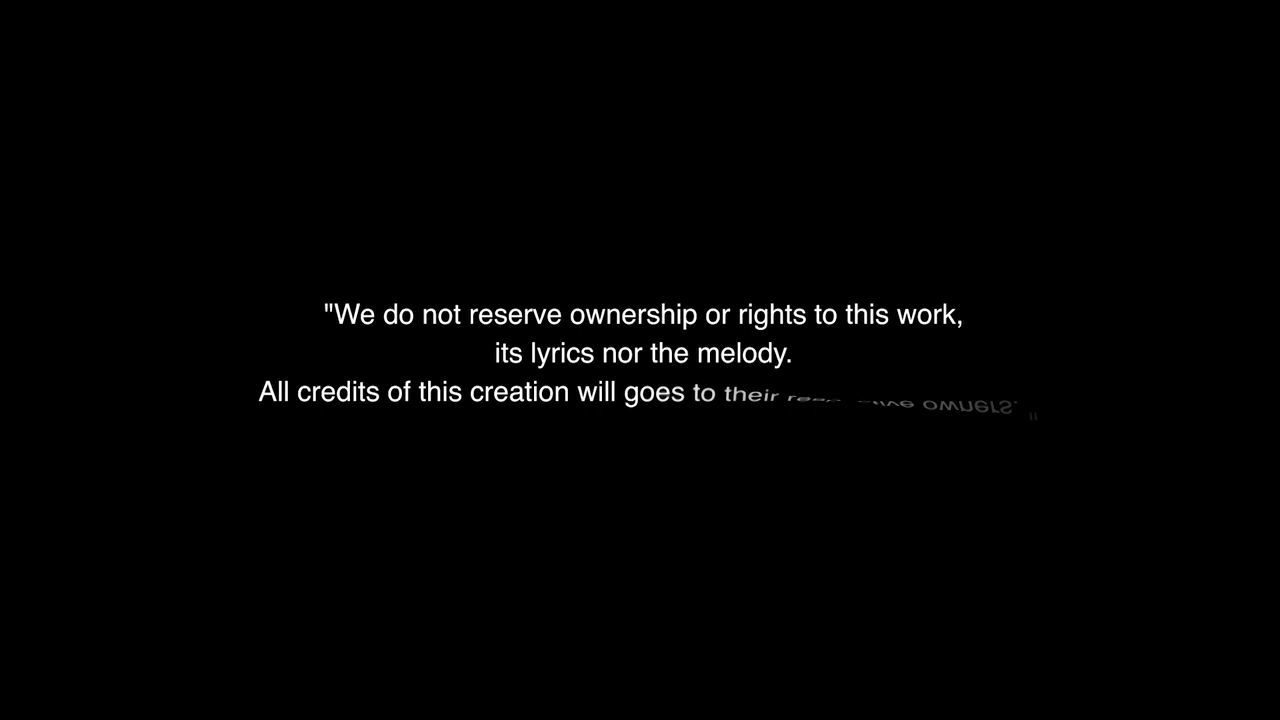 "We do not reserve ownership or rights to this work,
its lyrics nor the melody.
All credits of this creation will goes to their owners. "